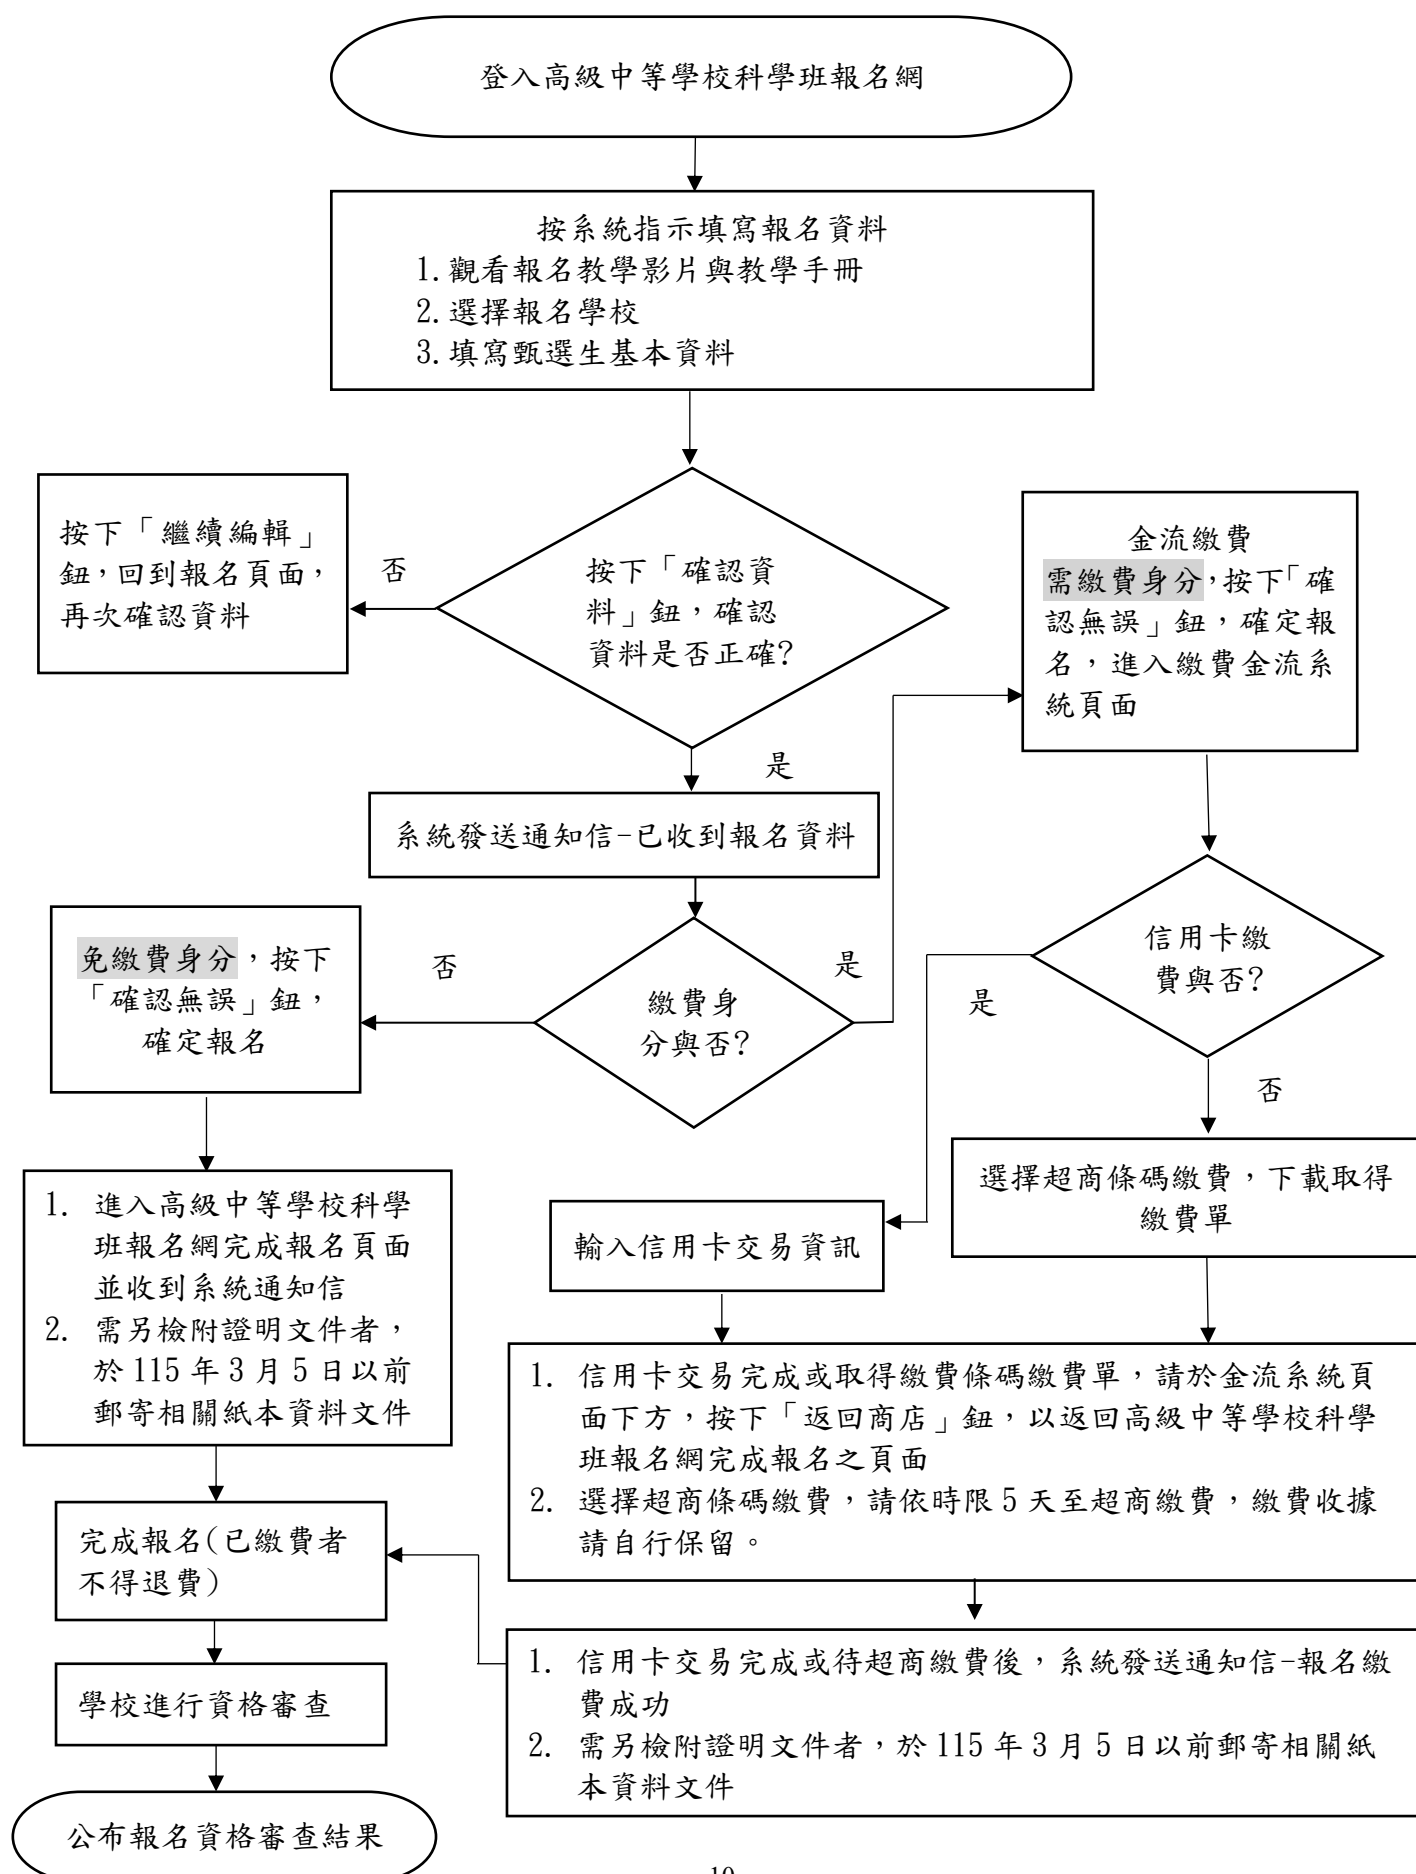 登入高級中等學校科學班報名網
按系統指示填寫報名資料
1.觀看報名教學影片與教學手冊
2.選擇報名學校
3.填寫甄選生基本資料
按下「確認資
料」鈕，確認
資料是否正確?
否
按下「繼續編輯」
鈕，回到報名頁面，
再次確認資料
是
系統發送通知信-已收到報名資料
繳費身
分與否?
否
免繳費身分，按下
「確認無誤」鈕，
確定報名
是
金流繳費
需繳費身分，按下「確
認無誤」鈕，確定報
名，進入繳費金流系
統頁面
信用卡繳
費與否?
是
否
選擇超商條碼繳費，下載取得
繳費單
輸入信用卡交易資訊
1. 進入高級中等學校科學
班報名網完成報名頁面
並收到系統通知信
2. 需另檢附證明文件者，
於 115 年 3 月 5 日以前
郵寄相關紙本資料文件
1. 信用卡交易完成或取得繳費條碼繳費單，請於金流系統頁
面下方，按下「返回商店」鈕，以返回高級中等學校科學
班報名網完成報名之頁面
2. 選擇超商條碼繳費，請依時限 5 天至超商繳費，繳費收據
請自行保留。
完成報名(已繳費者
不得退費)
1. 信用卡交易完成或待超商繳費後，系統發送通知信-報名繳
費成功
2. 需另檢附證明文件者，於 115 年 3 月 5 日以前郵寄相關紙
本資料文件
學校進行資格審查
公布報名資格審查結果
10